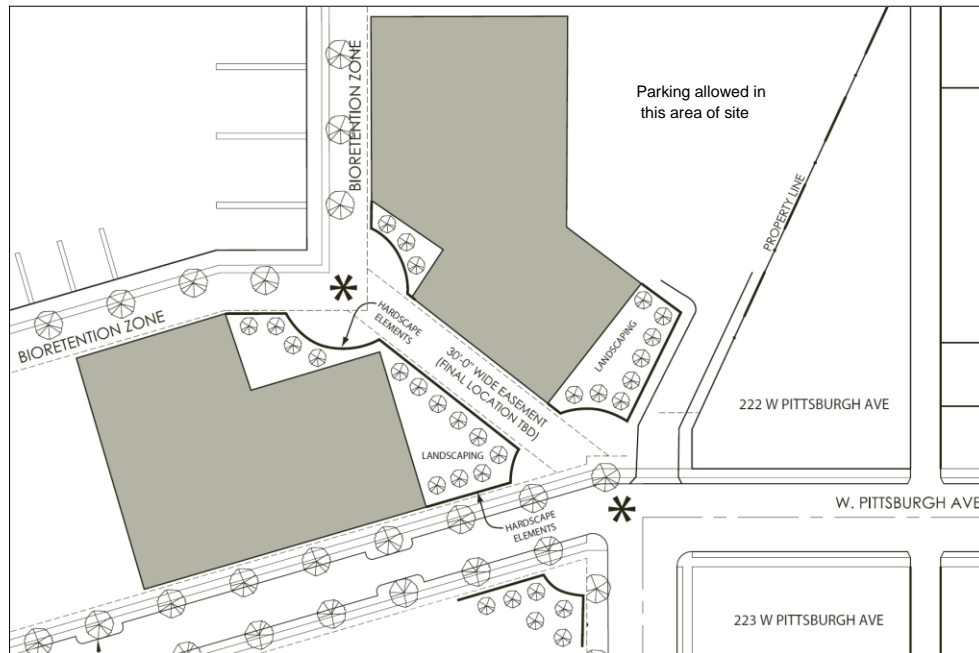 Parking allowed in
this area of site
BIORETENTION ZONE
PROPERTY LINE
HARDSCAPE
ELEMENTS
BIORETENTION ZONE
30'-0" WIDE EASEMENT
(FINAL LOCATION TBD)
LANDSCAPING
222 W PITTSBURGH AVE
LANDSCAPING
HARDSCAPE
ELEMENTS
W. PITTSBURGH AVE
223 W PITTSBURGH AVE